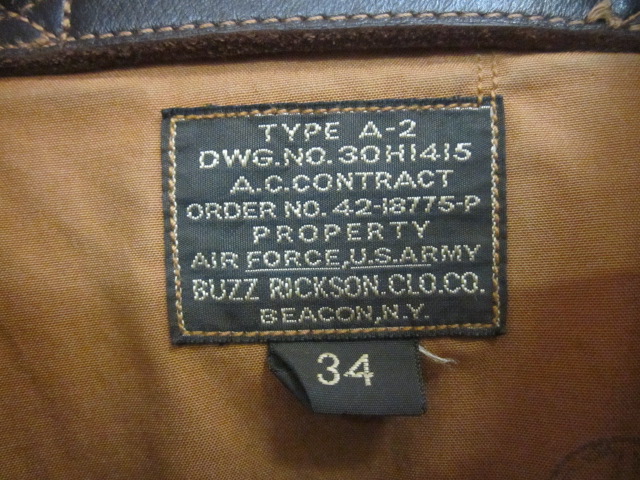 TYPE A-2
DWG. NO. 30H1415
A.C. CONTRACT
ORDER NO. 42-18775-P
PROPERTY
AIR FORCE, U.S. ARMY
BUZZ RICKSON. CLO. CO.
BEACON, N.Y.
34